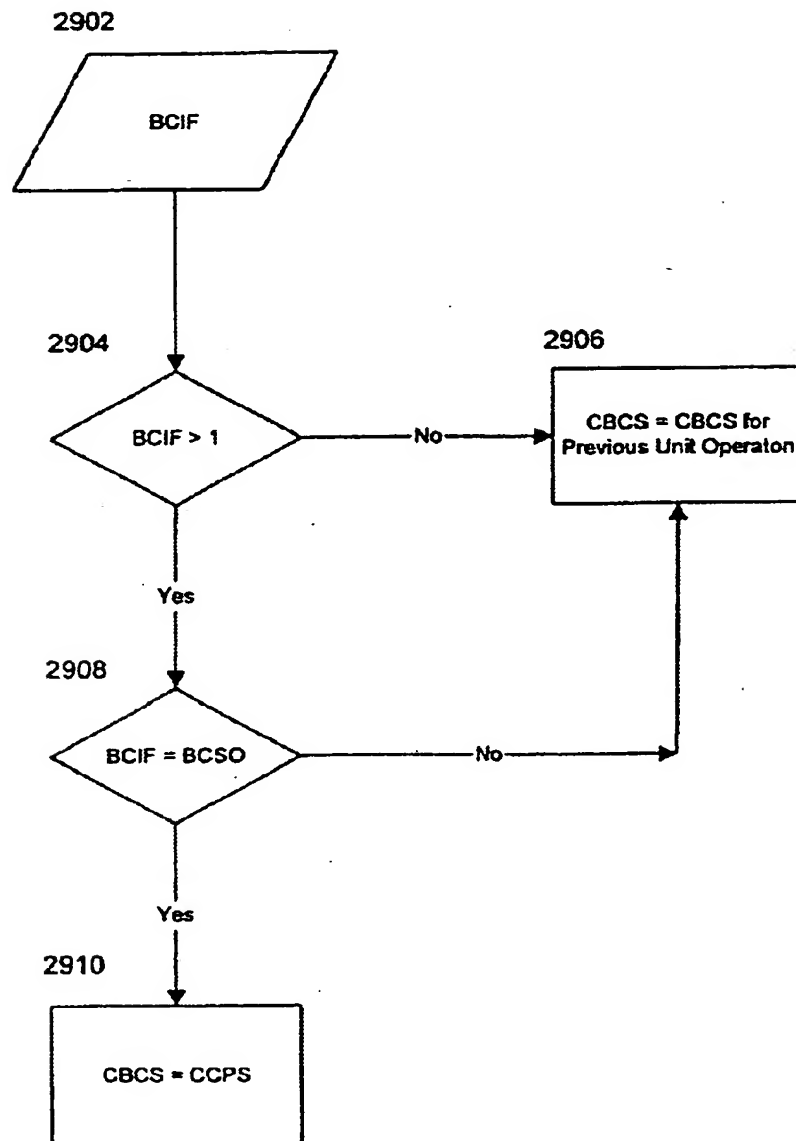 2902
BCIF
2904
2906
BCIF > 1
No
CBCS = CBCS for
Previous Unit Operaton
Yes
2908
BCIF = BCSO
No
Yes
2910
CBCS = CCPS